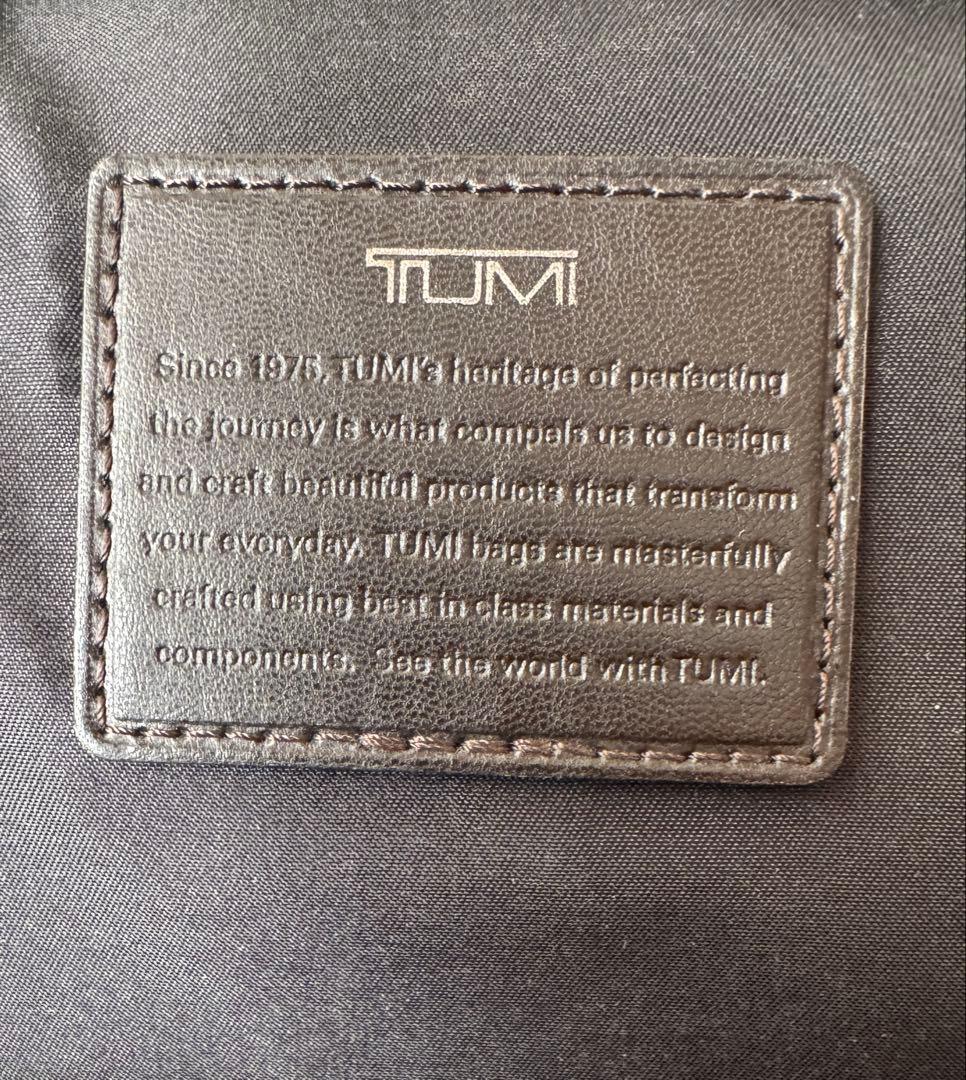 TUMI
Since 1975, TUMI's heritage of perfecting
the journey is what compels us to design
and craft beautiful products that transform
your everyday. TUMI bags are masterfully
crafted using best in class materials and
components. See the world with TUMI.